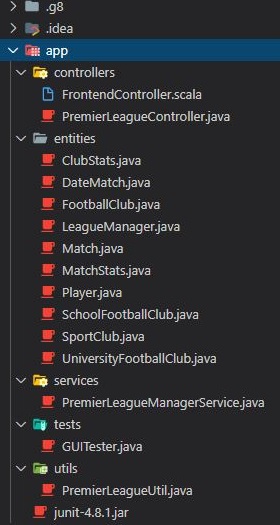 .g8
.idea
app
controllers
FrontendController.scala
PremierLeagueController.java
entities
ClubStats.java
DateMatch.java
FootballClub.java
LeagueManager.java
Match.java
MatchStats.java
Player.java
SchoolFootballClub.java
SportClub.java
UniversityFootballClub.java
services
PremierLeagueManagerService.java
tests
GUITester.java
utils
PremierLeagueUtil.java
junit-4.8.1.jar